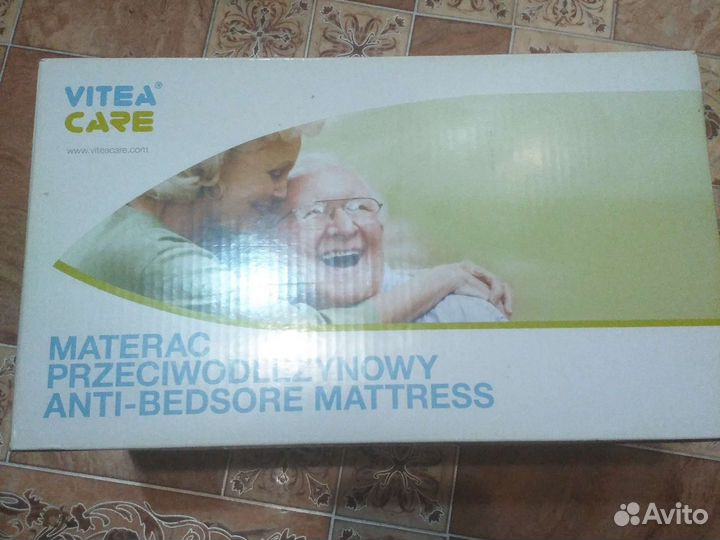 VITEA®
CARE
www.viteacare.com
MATERAC
PRZECIWODLEŻYNOWY
ANTI-BEDSORE MATTRESS
Avito